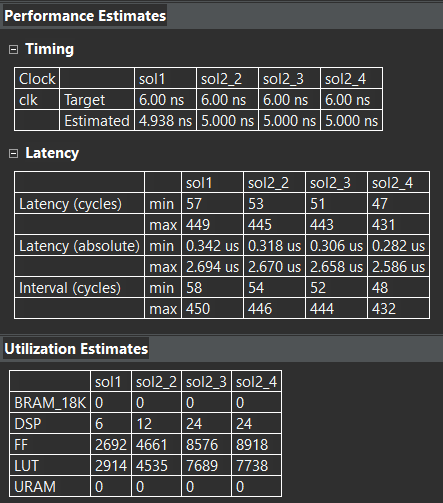 Performance Estimates
Timing
Clock sol1 sol2_2 sol2_3 sol2_4
clk Target 6.00 ns 6.00 ns 6.00 ns 6.00 ns
Estimated 4.938 ns 5.000 ns 5.000 ns 5.000 ns
Latency
sol1 sol2_2 sol2_3 sol2_4
Latency (cycles) min 57 53 51 47
max 449 445 443 431
Latency (absolute) min 0.342 us 0.318 us 0.306 us 0.282 us
max 2.694 us 2.670 us 2.658 us 2.586 us
Interval (cycles) min 58 54 52 48
max 450 446 444 432
Utilization Estimates
sol1 sol2_2 sol2_3 sol2_4
BRAM_18K 0 0 0 0
DSP 6 12 24 24
FF 2692 4661 8576 8918
LUT 2914 4535 7689 7738
URAM 0 0 0 0